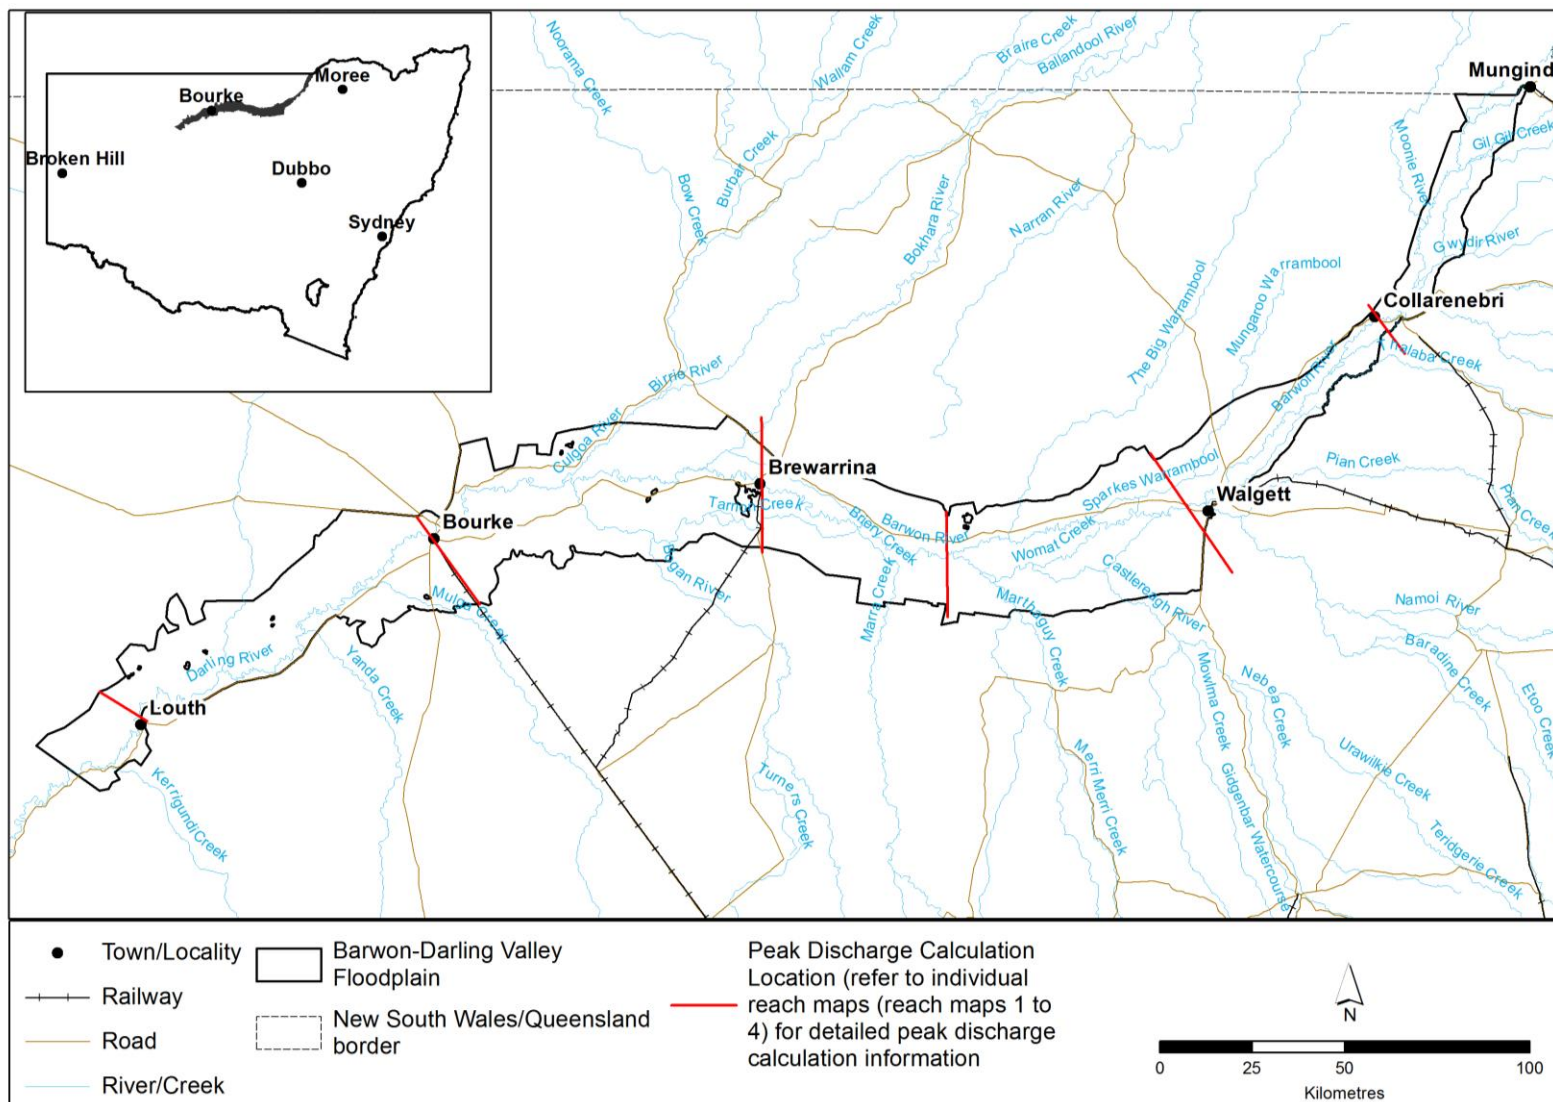 Moree
Bourke
Broken Hill
Dubbo
Sydney
Noorama Creek
Wallam Creek
Braire Creek
Ballandool River
Mungind
Moonie River
Gil Gil Creek
Gwydir River
Burbar Creek
Bow Creek
Bokhara River
Narran River
The Big Warrambool
Mungaroo Warrambool
Collarenebri
Thalaba Creek
Barwon River
Birrie River
Culgoa River
Brewarrina
Sparkes Warrambool
Walgett
Pian Creek
Pian Creek
Bourke
Briery Creek
Barwon River
Womat Creek
Castlereagh River
Bogan River
Mulga Creek
Marra Creek
Marthaguy Creek
Namoi River
Baradine Creek
Etoo Creek
Darling River
Yanda Creek
Louth
Mowlma Creek
Nebea Creek
Urawilkie Creek
Kerrigundi Creek
Turners Creek
Merri Merri Creek
Gidgenbar Watercourse
Teridgerie Creek
Town/Locality
Railway
Road
River/Creek
Barwon-Darling Valley
Floodplain
New South Wales/Queensland
border
Peak Discharge Calculation
Location (refer to individual
reach maps (reach maps 1 to
4) for detailed peak discharge
calculation information
N
0 25 50 100
Kilometres